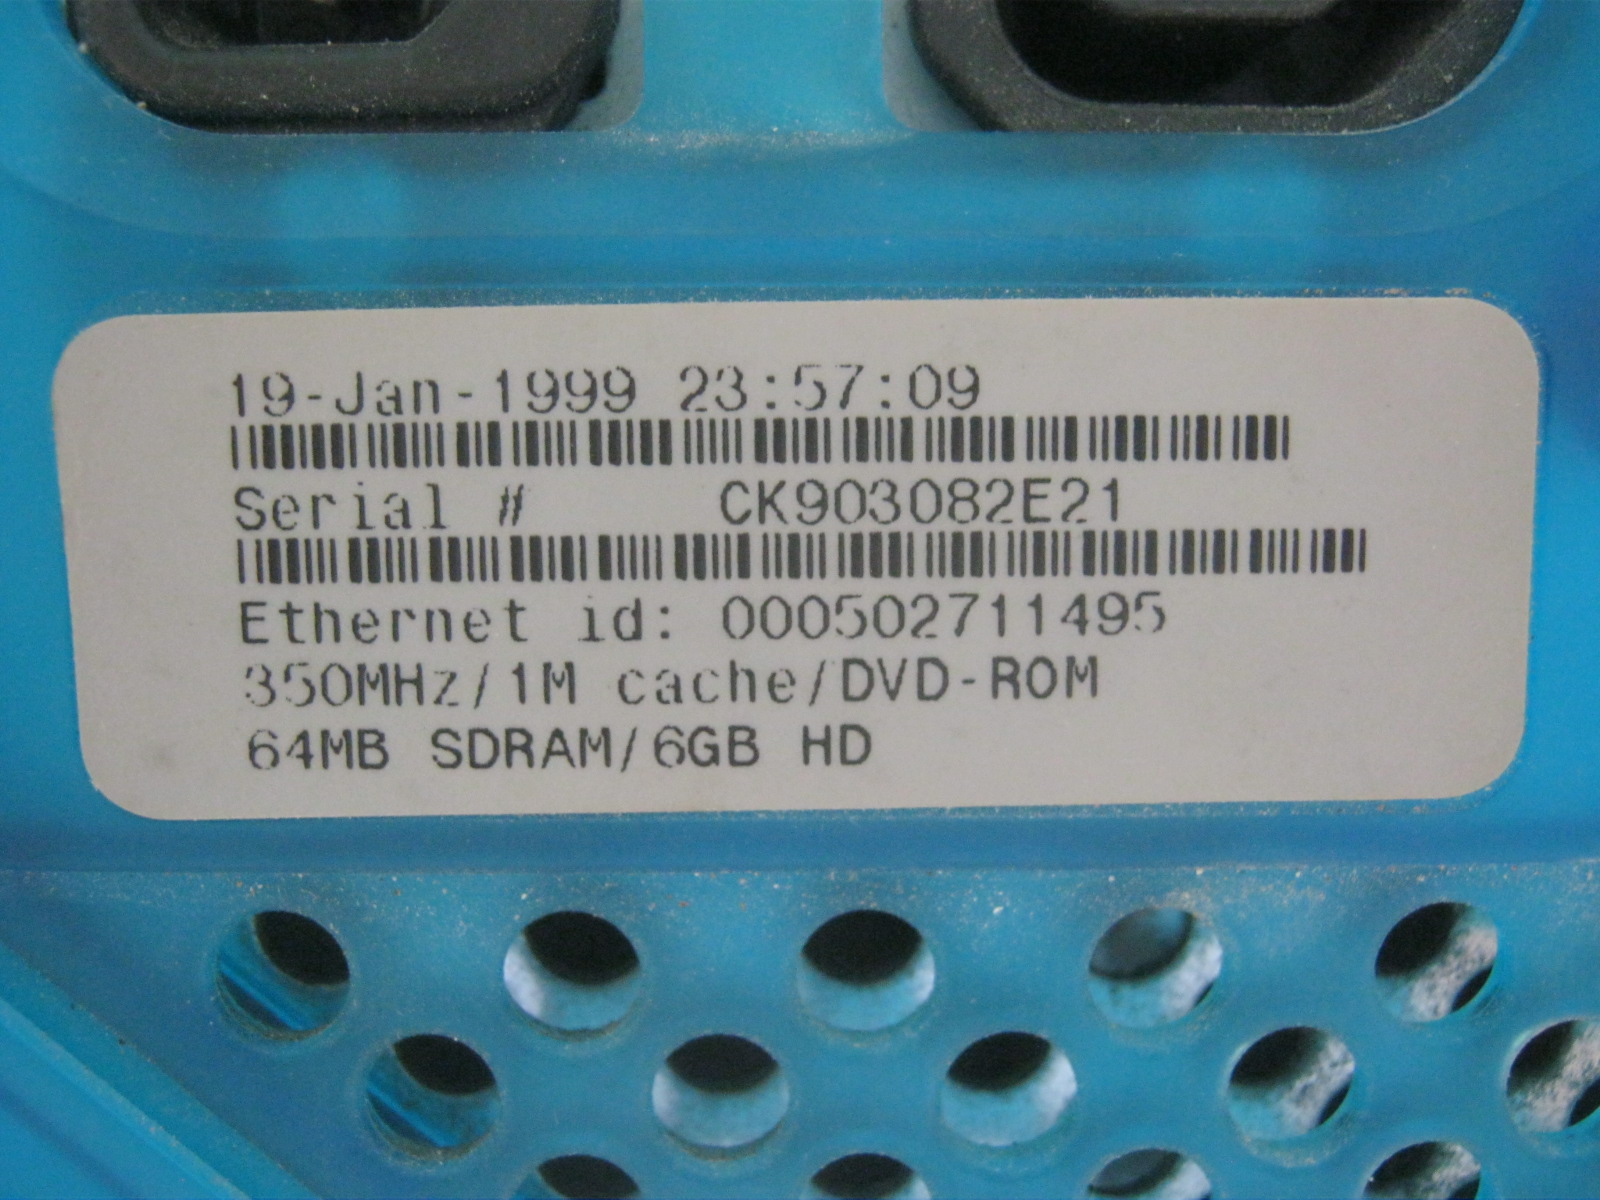 19-Jan-1999 23:57:09
Serial # CK903082E21
Ethernet id: 000502711495
350MHz/1M cache/DVD-ROM
64MB SDRAM/6GB HD